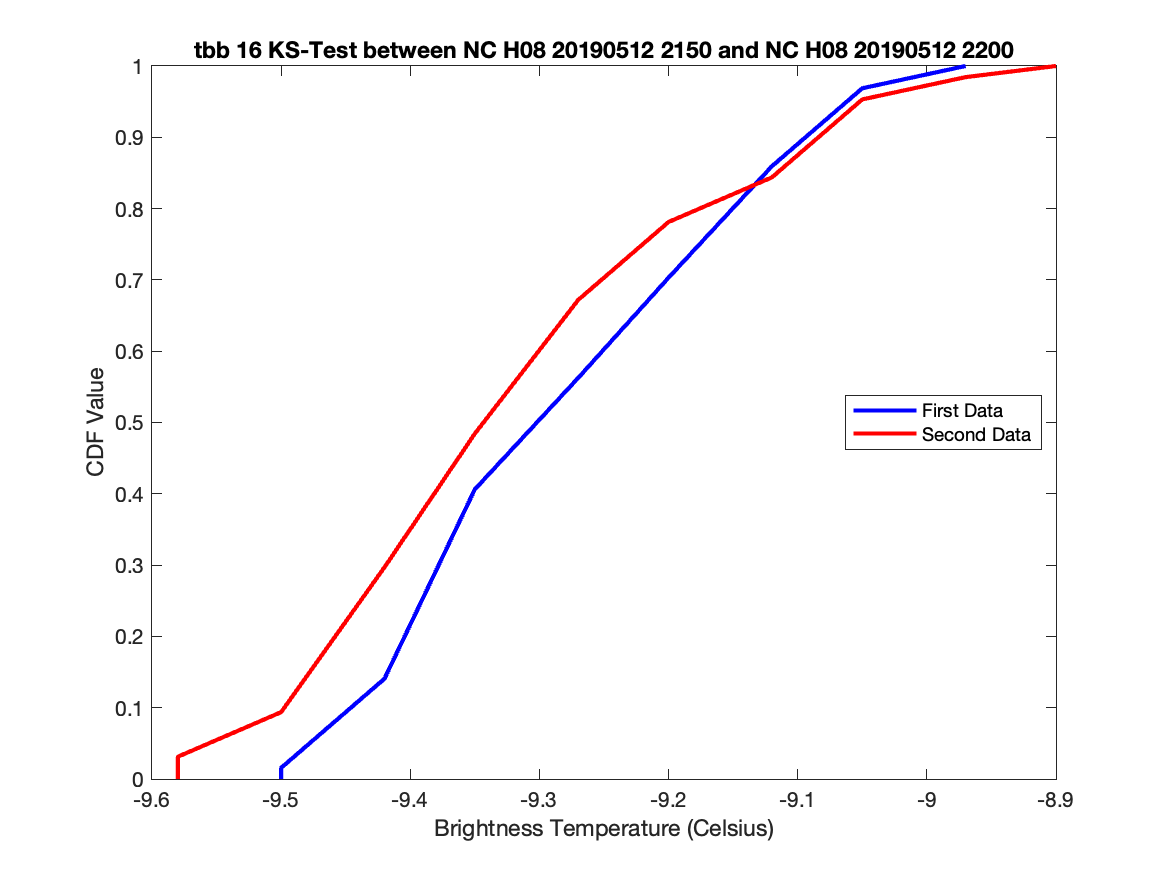 tbb 16 KS-Test between NC H08 20190512 2150 and NC H08 20190512 2200
1
0.9
0.8
0.7
0.6
0.5
0.4
0.3
0.2
0.1
0
CDF Value
First Data
Second Data
-9.6 -9.5 -9.4 -9.3 -9.2 -9.1 -9 -8.9
Brightness Temperature (Celsius)